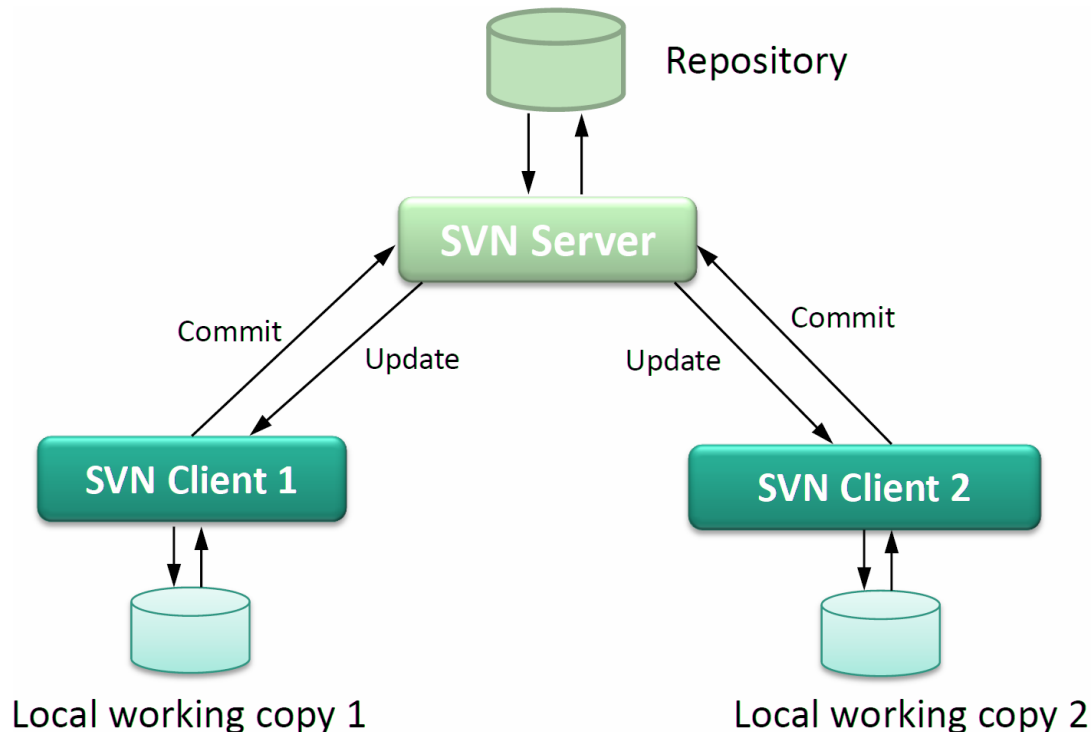 Repository
SVN Server
Commit
Update
Update
Commit
SVN Client 1
SVN Client 2
Local working copy 1
Local working copy 2